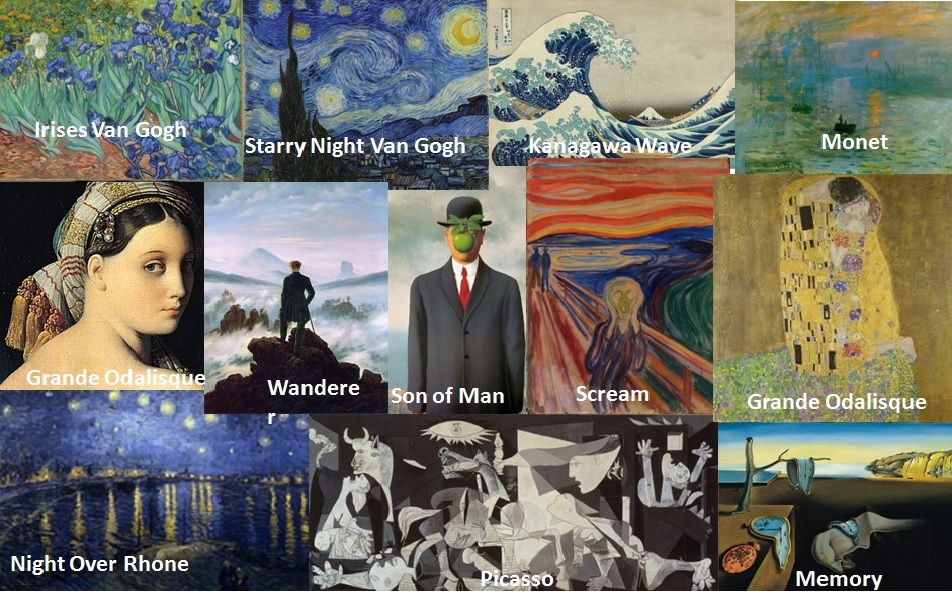 Irises Van Gogh
Starry Night Van Gogh
Kanagawa Wave
Monet
Grande Odalisque
Wandere
r
Son of Man
Scream
Grande Odalisque
Night Over Rhone
Picasso
Memory